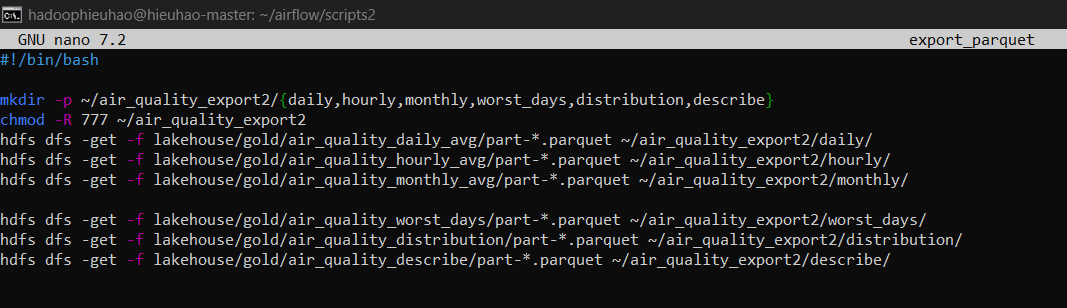 hadoophieuhao@hieuhao-master: ~/airflow/scripts2
GNU nano 7.2 export_parquet
#!/bin/bash
mkdir -p ~/air_quality_export2/{daily,hourly,monthly,worst_days,distribution,describe}
chmod -R 777 ~/air_quality_export2
hdfs dfs -get -f lakehouse/gold/air_quality_daily_avg/part-*.parquet ~/air_quality_export2/daily/
hdfs dfs -get -f lakehouse/gold/air_quality_hourly_avg/part-*.parquet ~/air_quality_export2/hourly/
hdfs dfs -get -f lakehouse/gold/air_quality_monthly_avg/part-*.parquet ~/air_quality_export2/monthly/
hdfs dfs -get -f lakehouse/gold/air_quality_worst_days/part-*.parquet ~/air_quality_export2/worst_days/
hdfs dfs -get -f lakehouse/gold/air_quality_distribution/part-*.parquet ~/air_quality_export2/distribution/
hdfs dfs -get -f lakehouse/gold/air_quality_describe/part-*.parquet ~/air_quality_export2/describe/